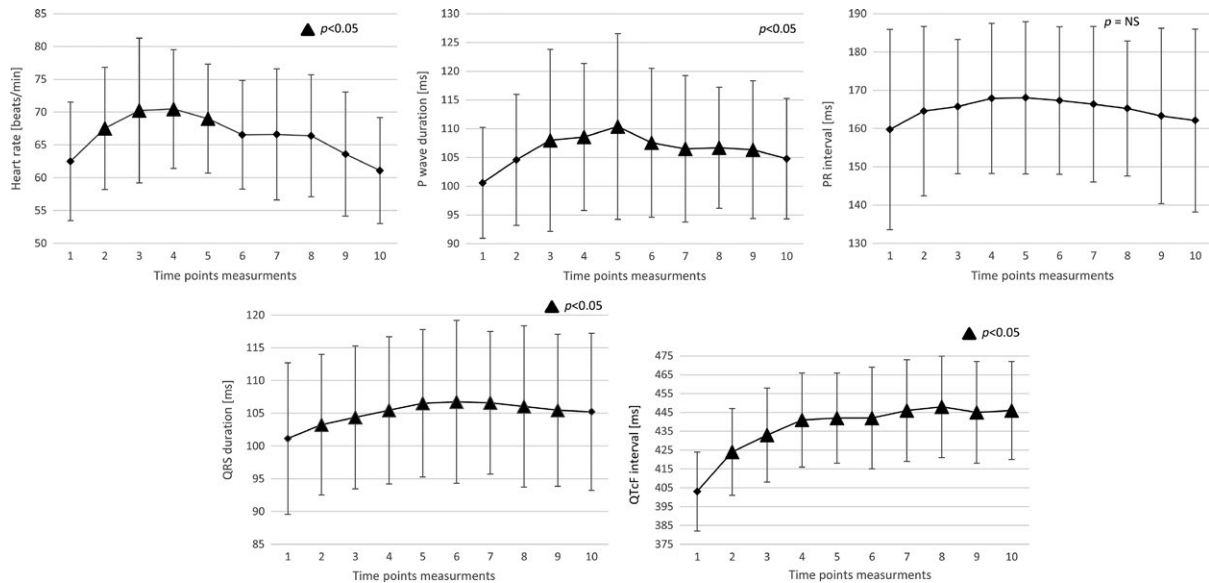 ▲ p<0.05
Heart rate [beats/min]
85
80
75
70
65
60
55
50
1 2 3 4 5 6 7 8 9 10
Time points measurments
p<0.05
P wave duration [ms]
130
125
120
115
110
105
100
95
90
1 2 3 4 5 6 7 8 9 10
Time points measurments
p = NS
PR interval [ms]
190
180
170
160
150
140
130
1 2 3 4 5 6 7 8 9 10
Time points measurments
▲ p<0.05
QRS duration [ms]
120
115
110
105
100
95
90
85
1 2 3 4 5 6 7 8 9 10
Time points measurments
▲ p<0.05
QTcF interval [ms]
475
465
455
445
435
425
415
405
395
385
375
1 2 3 4 5 6 7 8 9 10
Time points measurments